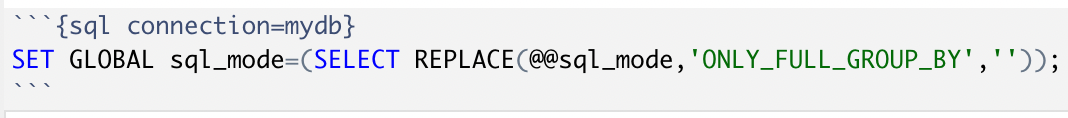 ```{sql connection=mydb}
SET GLOBAL sql_mode=(SELECT REPLACE(@@sql_mode,'ONLY_FULL_GROUP_BY',''));
```